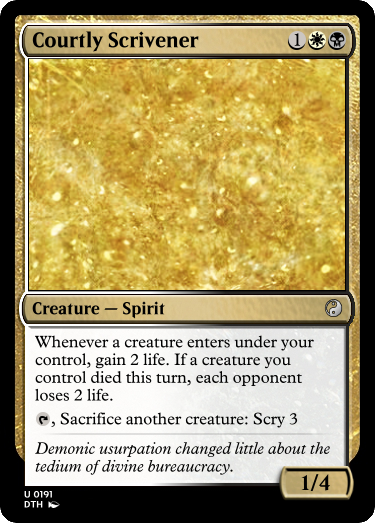 Courtly Scrivener 1
Creature — Spirit
Whenever a creature enters under your
control, gain 2 life. If a creature you
control died this turn, each opponent
loses 2 life.
, Sacrifice another creature: Scry 3
Demonic usurpation changed little about the
tedium of divine bureaucracy.
1/4
U 0191
DTH